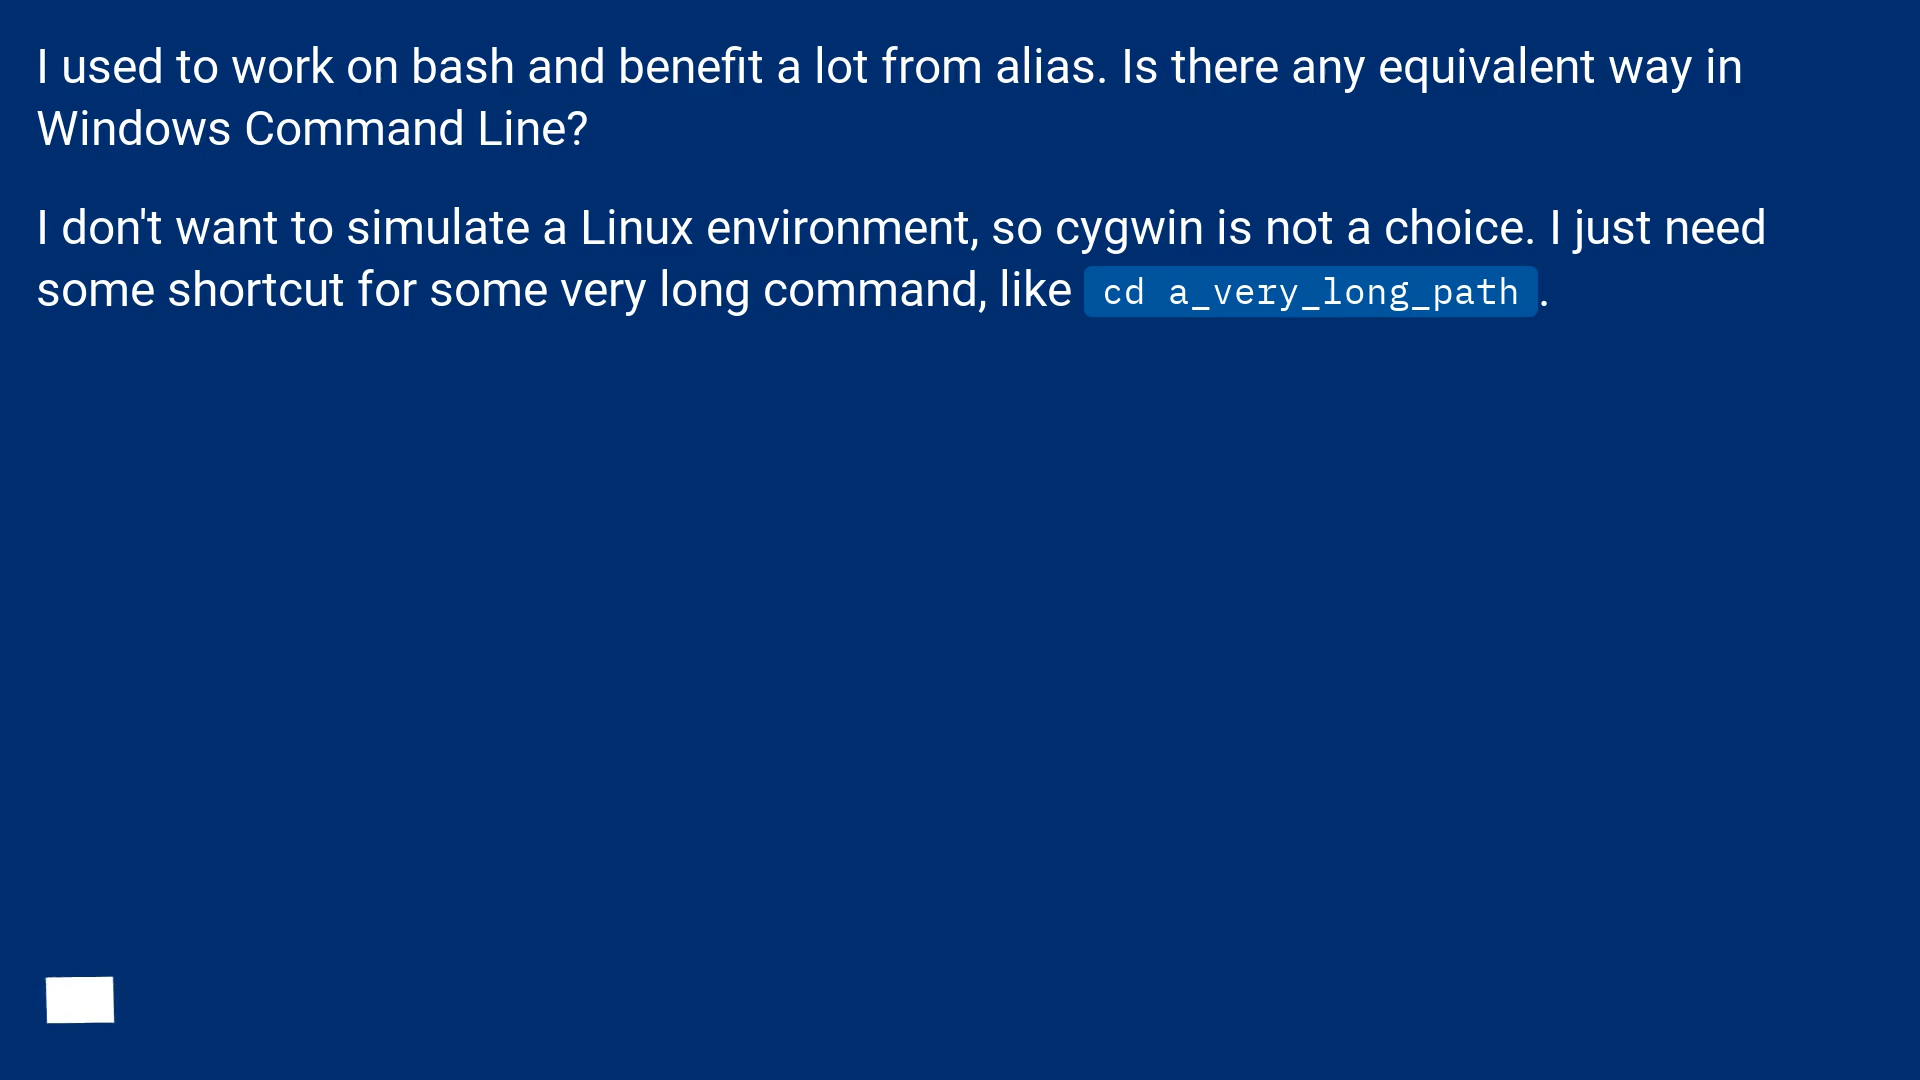 I used to work on bash and benefit a lot from alias. Is there any equivalent way in
Windows Command Line?
I don't want to simulate a Linux environment, so cygwin is not a choice. I just need
some shortcut for some very long command, like cd a_very_long_path.